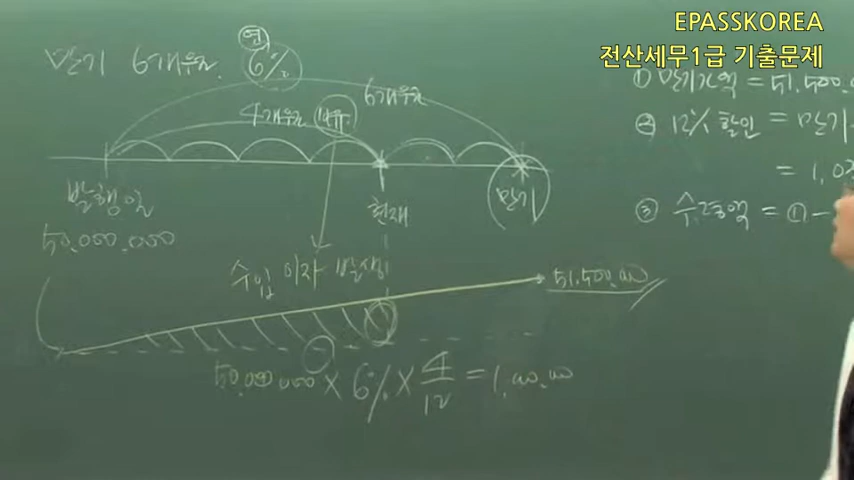 EPASSKOREA
전산세무1급 기출문제
만기 6개월. 연 6%
6개월
4개월 보유
발행일
현재
만기
50.000.000
수입 이자 발생
51.500.000
50.000.000 × 6% × 4/12 = 1.000.000
① 만기가액 = 51.500.0
② 12% 할인 = 만기
= 1,03
③ 수령액 = ① -